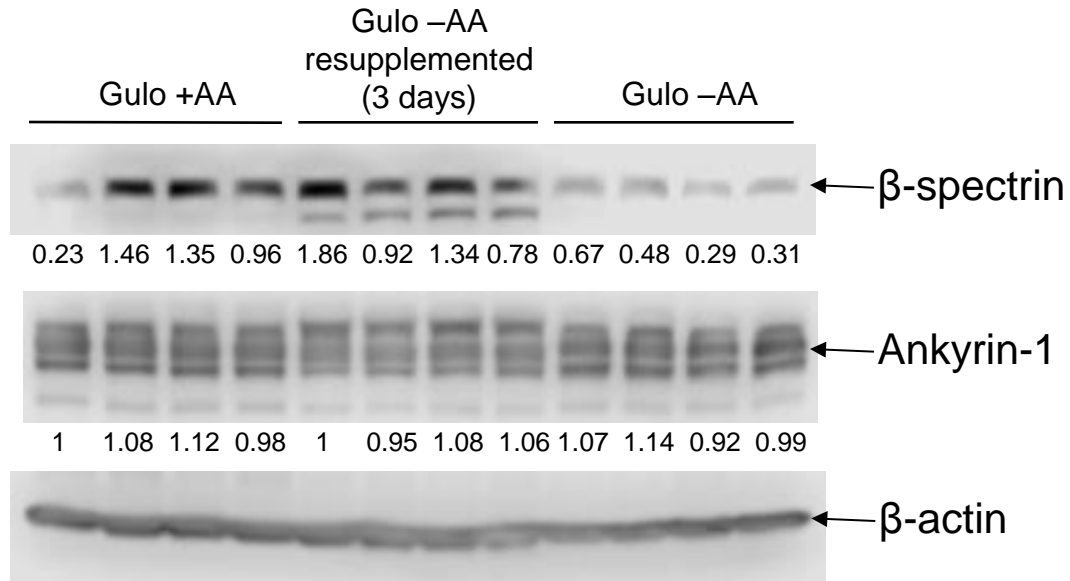 Gulo –AA
resupplemented
(3 days)
Gulo +AA
Gulo –AA
β-spectrin
0.23 1.46 1.35 0.96 1.86 0.92 1.34 0.78 0.67 0.48 0.29 0.31
Ankyrin-1
1 1.08 1.12 0.98 1 0.95 1.08 1.06 1.07 1.14 0.92 0.99
β-actin